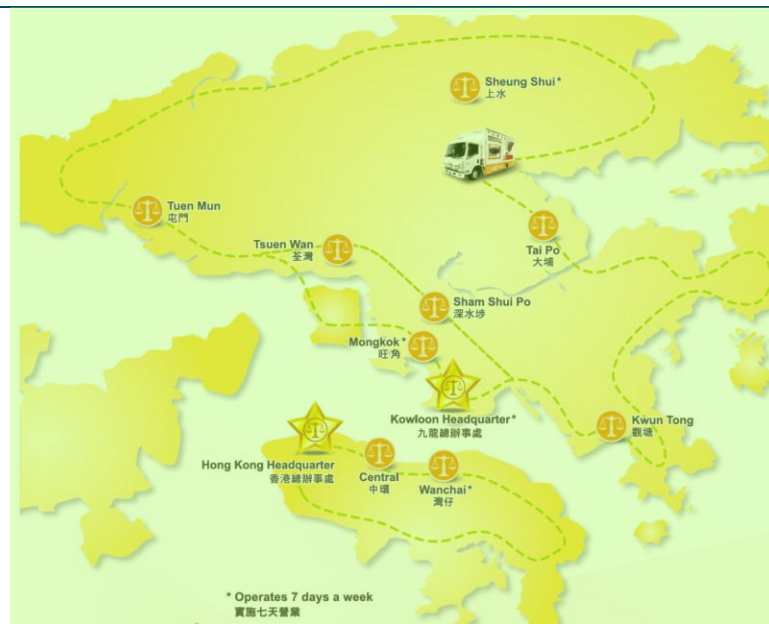 Sheung Shui*
上水
Tuen Mun
屯門
Tsuen Wan
荃灣
Tai Po
大埔
Sham Shui Po
深水埗
Mongkok*
旺角
Kowloon Headquarter*
九龍總辦事處
Kwun Tong
觀塘
Hong Kong Headquarter
香港總辦事處
Central
中環
Wanchai*
灣仔
* Operates 7 days a week
實施七天營業